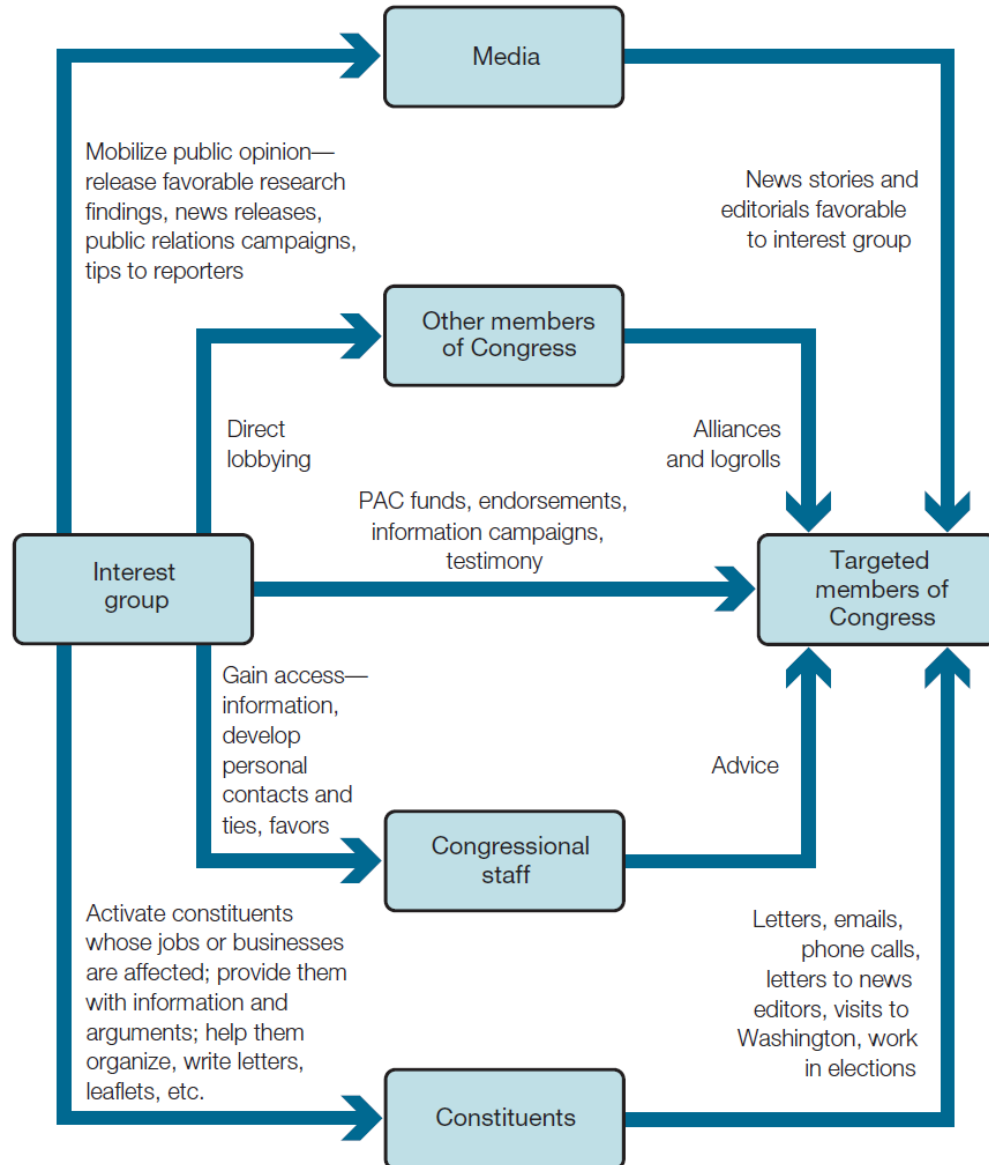 Media
Mobilize public opinion—
release favorable research
findings, news releases,
public relations campaigns,
tips to reporters
News stories and
editorials favorable
to interest group
Other members
of Congress
Direct
lobbying
Alliances
and logrolls
PAC funds, endorsements,
information campaigns,
testimony
Interest
group
Targeted
members of
Congress
Gain access—
information,
develop
personal
contacts and
ties, favors
Advice
Congressional
staff
Activate constituents
whose jobs or businesses
are affected; provide them
with information and
arguments; help them
organize, write letters,
leaflets, etc.
Letters, emails,
phone calls,
letters to news
editors, visits to
Washington, work
in elections
Constituents